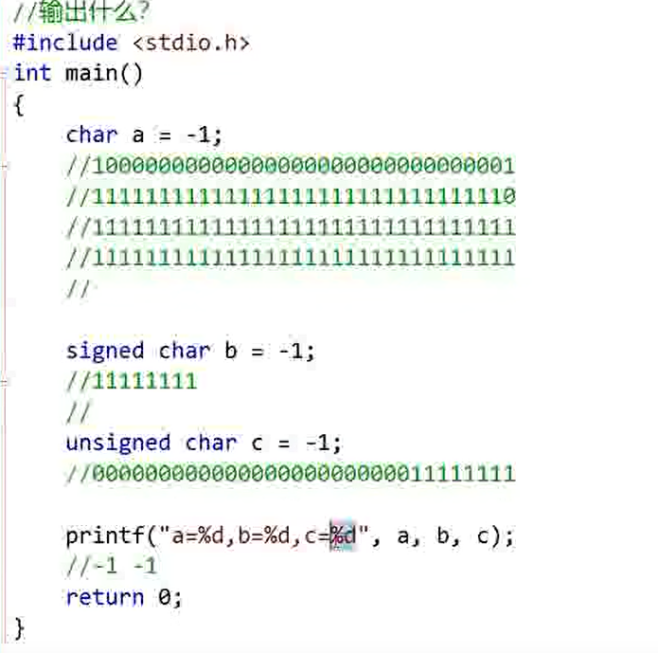 //输出什么?
#include <stdio.h>
int main()
{
    char a = -1;
    //10000000000000000000000000000001
    //11111111111111111111111111111110
    //11111111111111111111111111111111
    //11111111111111111111111111111111
    //

    signed char b = -1;
    //11111111
    //
    unsigned char c = -1;
    //00000000000000000000000011111111

    printf("a=%d,b=%d,c=%d", a, b, c);
    //-1 -1
    return 0;
}